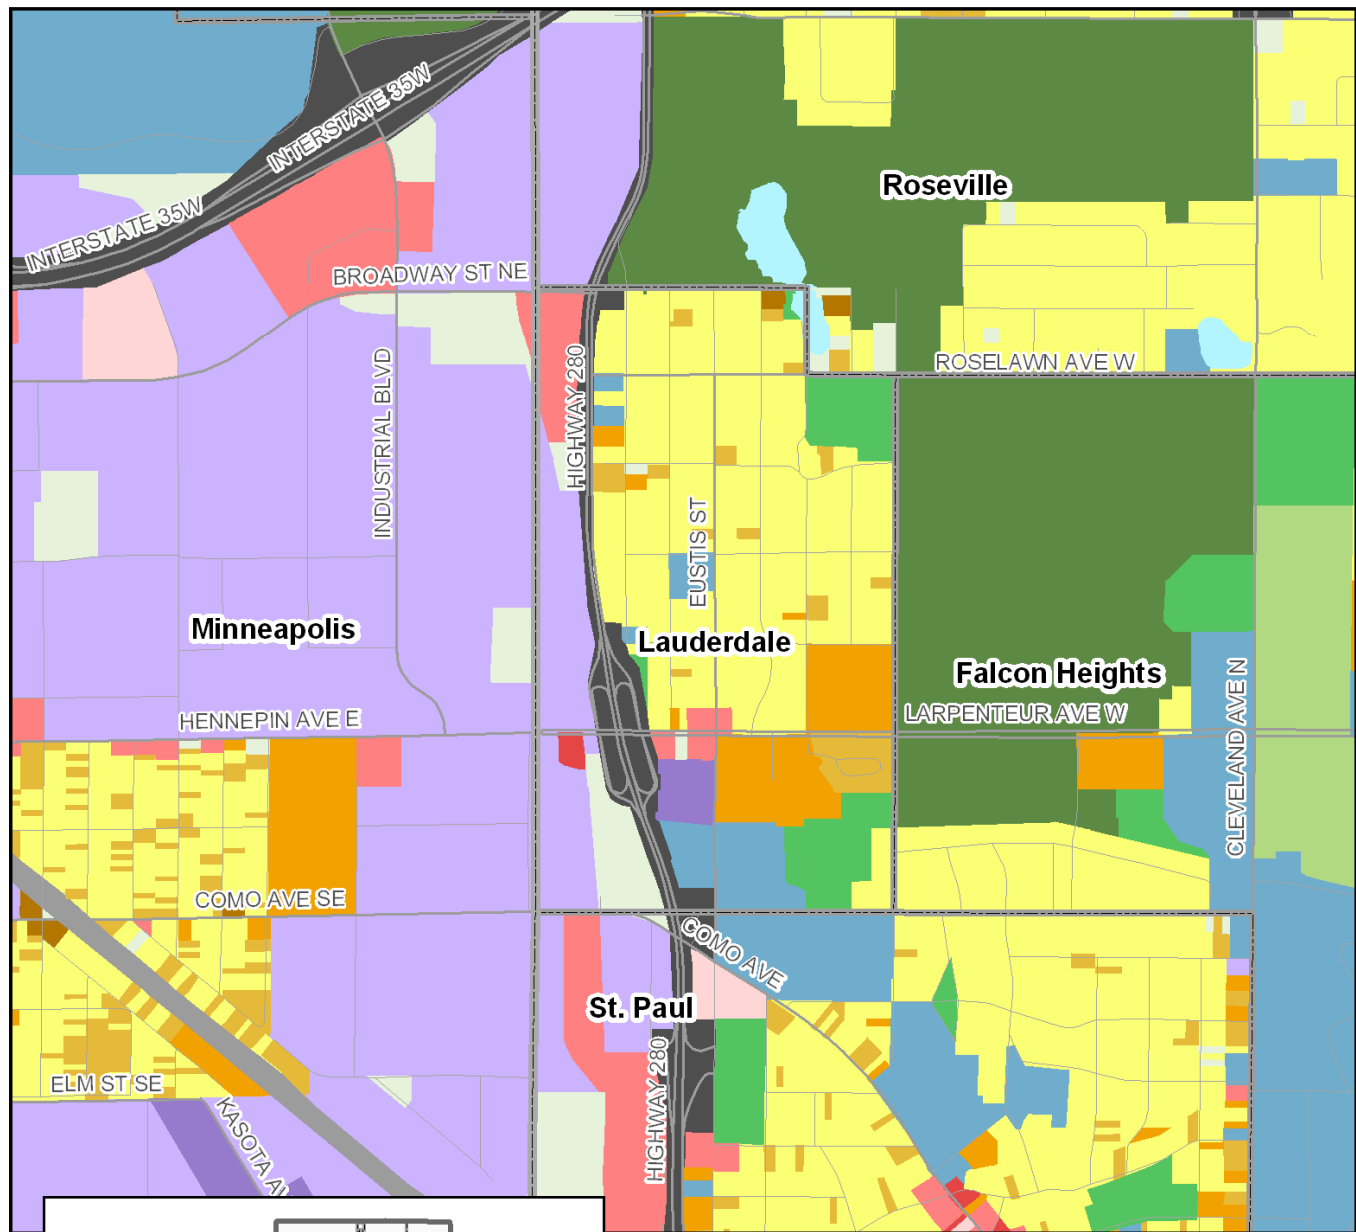 INTERSTATE 35W
Roseville
INTERSTATE 35W
BROADWAY ST NE
ROSELAWN AVE W
INDUSTRIAL BLVD
HIGHWAY 280
EUSTIS ST
Minneapolis
Lauderdale
Falcon Heights
CLEVELAND AVE N
HENNEPIN AVE E
LARPENTEUR AVE W
COMO AVE SE
COMO AVE
St. Paul
HIGHWAY 280
ELM ST SE
KASOTA AV